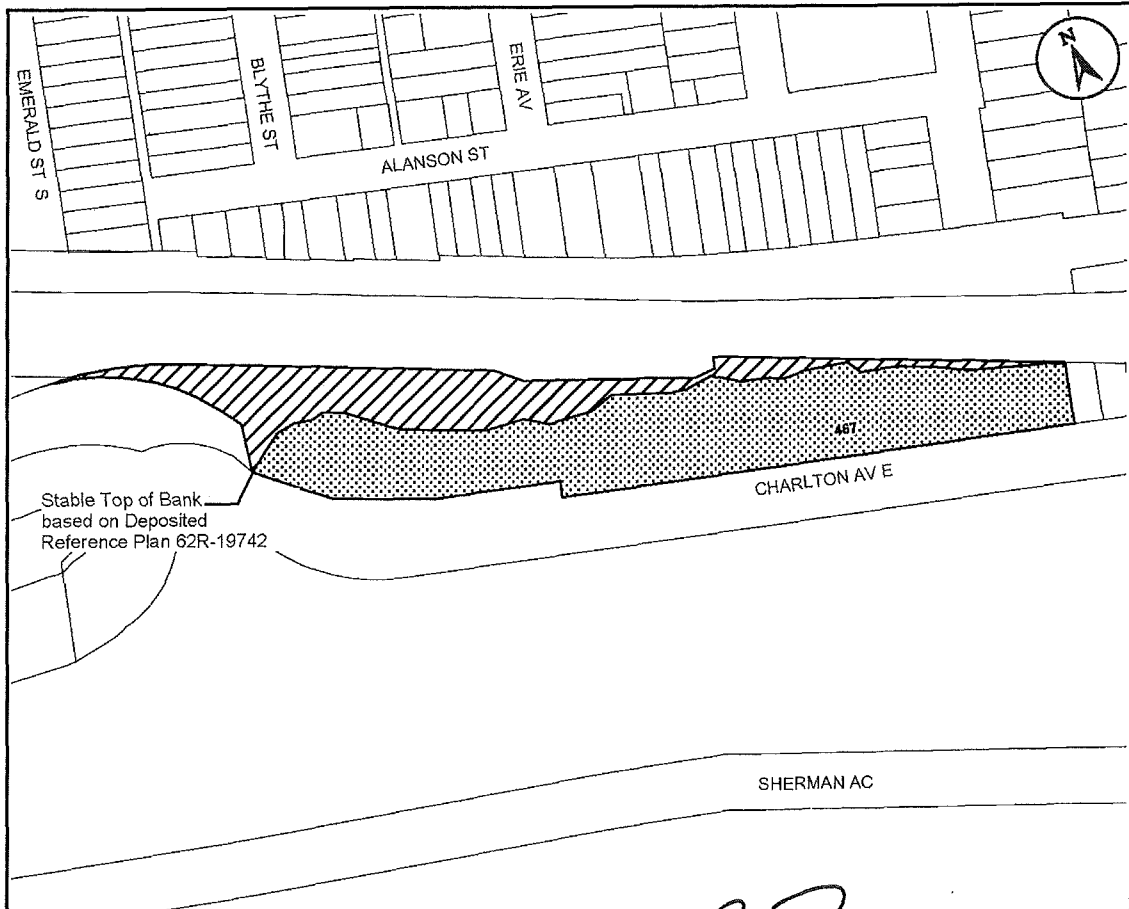 N
EMERALD ST S
BLYTHE ST
ERIE AV
ALANSON ST
467
CHARLTON AV E
Stable Top of Bank
based on Deposited
Reference Plan 62R-19742
SHERMAN AC